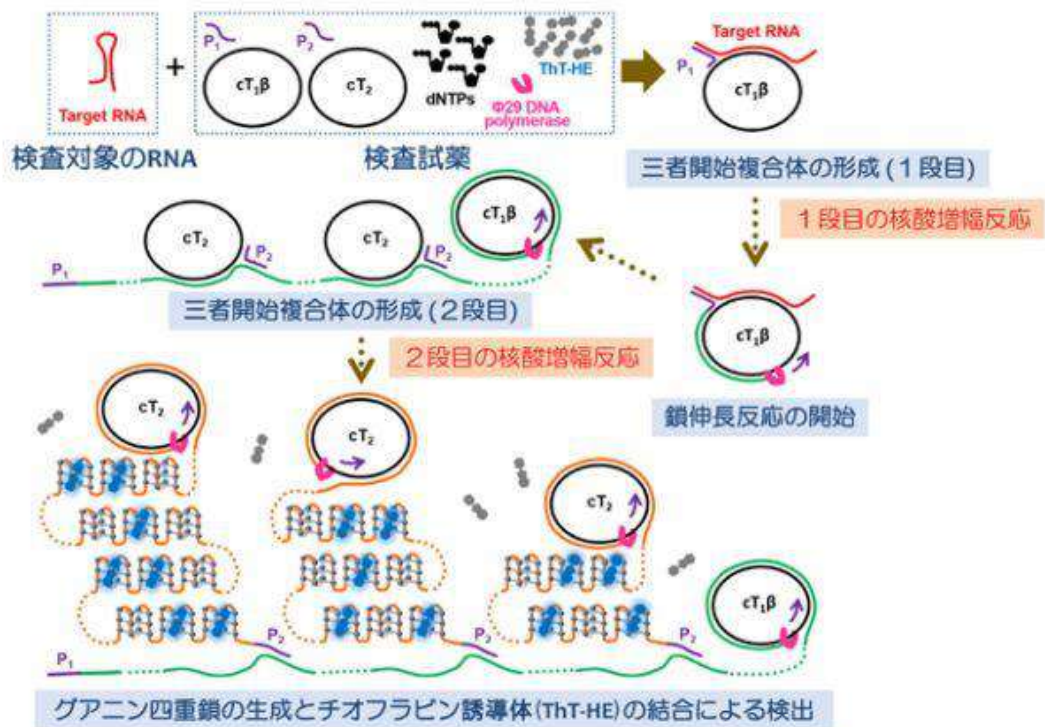 P₁
P₂
cT₁β
cT₂
dNTPs
ThT-HE
Φ29 DNA
polymerase
Target RNA
+
Target RNA
P₁
cT₁β
検査対象のRNA
検査試薬
三者開始複合体の形成(1段目)
1段目の核酸増幅反応
cT₂
P₂
cT₂
P₂
cT₁β
P₁
三者開始複合体の形成(2段目)
2段目の核酸増幅反応
cT₁β
鎖伸長反応の開始
cT₂
cT₂
cT₂
cT₁β
P₁
P₂
P₂
P₂
グアニン四重鎖の生成とチオフラビン誘導体(ThT-HE)の結合による検出